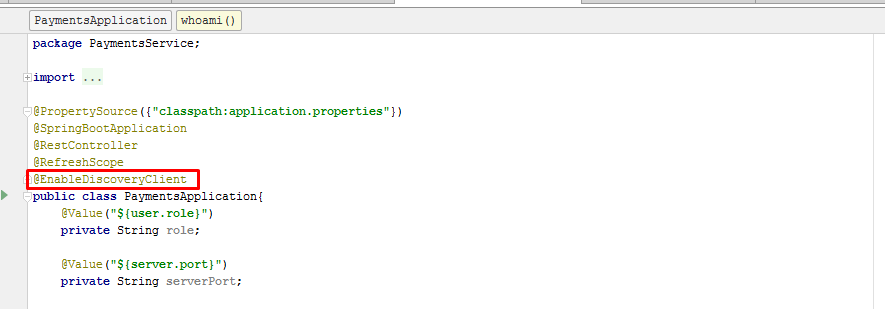 PaymentsApplication whoami()
package PaymentsService;
import ...
@PropertySource({"classpath:application.properties"})
@SpringBootApplication
@RestController
@RefreshScope
@EnableDiscoveryClient
public class PaymentsApplication{
@Value("${user.role}")
private String role;
@Value("${server.port}")
private String serverPort;